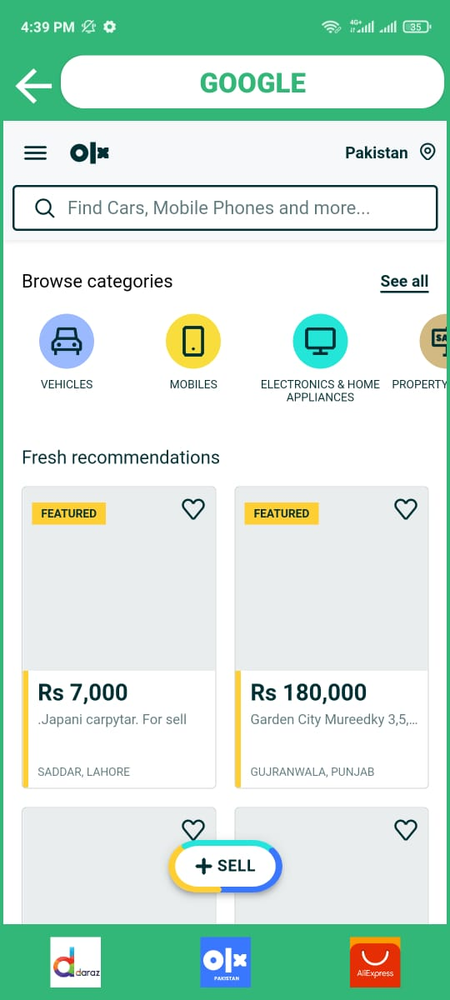 4:39 PM
4G+
35
GOOGLE
olx
Pakistan
Find Cars, Mobile Phones and more...
Browse categories
See all
VEHICLES
MOBILES
ELECTRONICS & HOME
APPLIANCES
PROPERTY
SA
Fresh recommendations
FEATURED
FEATURED
Rs 7,000
.Japani carpytar. For sell
SADDAR, LAHORE
Rs 180,000
Garden City Mureedky 3,5,...
GUJRANWALA, PUNJAB
+ SELL
daraz
olx
PAKISTAN
AliExpress